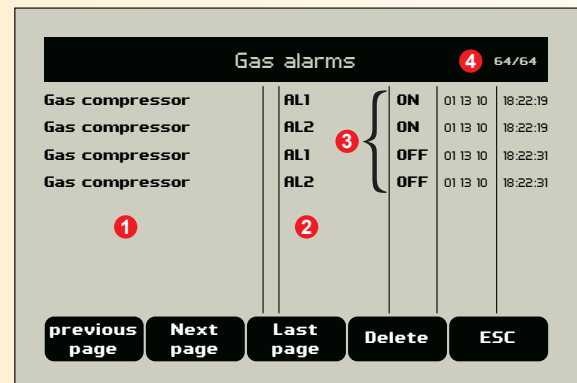 Gas alarms 4 64/64
Gas compressor AL1 ON 01 13 10 18:22:19
Gas compressor AL2 ON 01 13 10 18:22:19
3
Gas compressor AL1 OFF 01 13 10 18:22:31
Gas compressor AL2 OFF 01 13 10 18:22:31
1 2
previous page Next page Last page Delete ESC